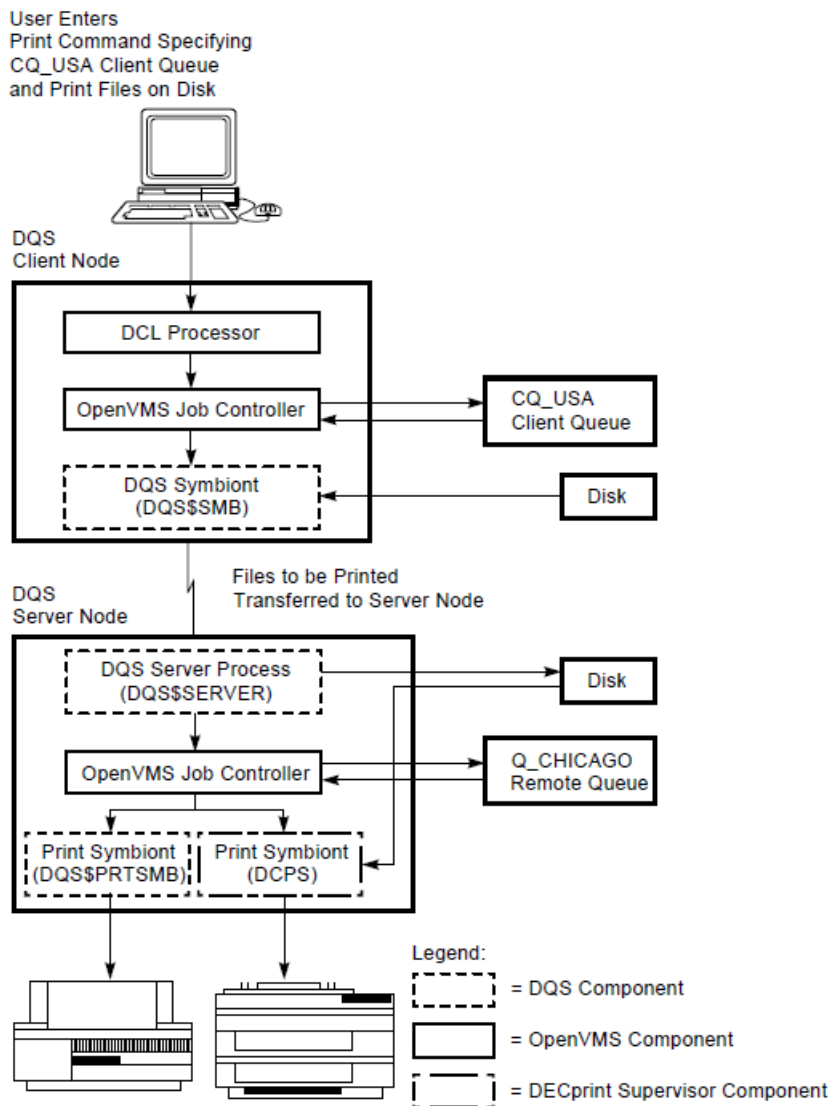 User Enters
Print Command Specifying
CQ_USA Client Queue
and Print Files on Disk
DQS
Client Node
DCL Processor
OpenVMS Job Controller
CQ_USA
Client Queue
DQS Symbiont
(DQS$SMB)
Disk
Files to be Printed
Transferred to Server Node
DQS
Server Node
DQS Server Process
(DQS$SERVER)
Disk
OpenVMS Job Controller
Q_CHICAGO
Remote Queue
Print Symbiont
(DQS$PRTSMB)
Print Symbiont
(DCPS)
Legend:
= DQS Component
= OpenVMS Component
= DECprint Supervisor Component